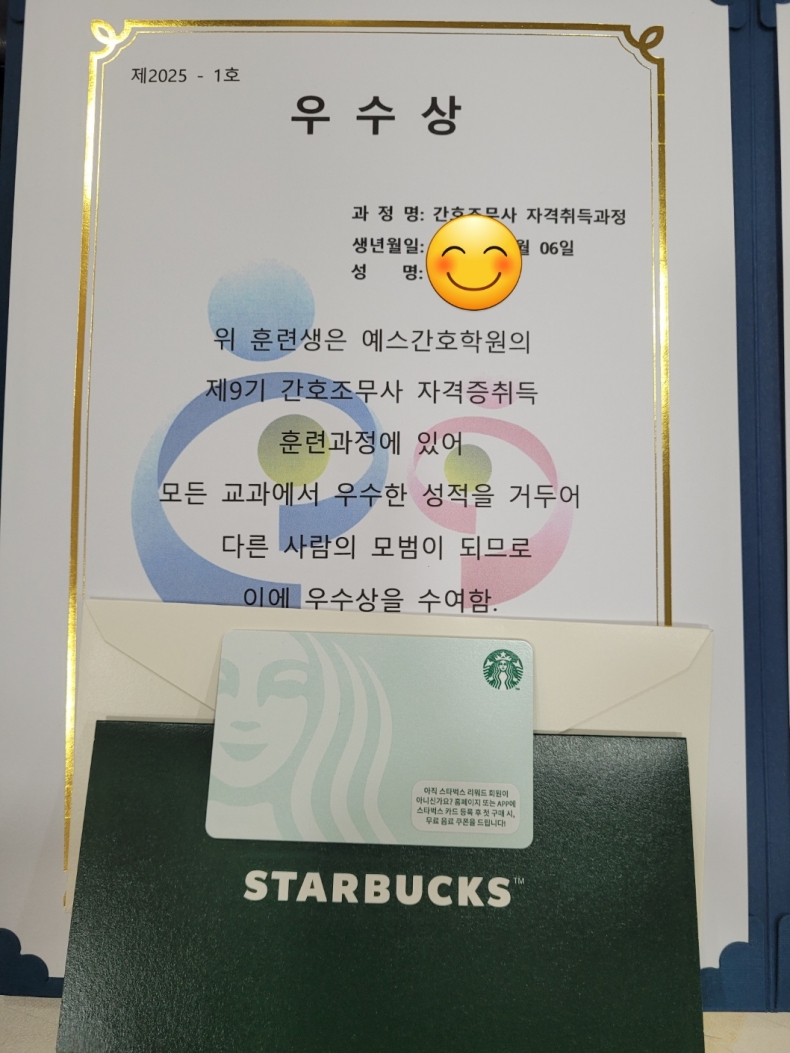 제2025 - 1호
우 수 상
과 정 명: 간호조무사 자격취득과정
생년월일: 월 06일
성 명:
위 훈련생은 예스간호학원의
제9기 간호조무사 자격증취득
훈련과정에 있어
모든 교과에서 우수한 성적을 거두어
다른 사람의 모범이 되므로
이에 우수상을 수여함.
아직 스타벅스 리워드 회원이
아니신가요? 홈페이지 또는 APP에
스타벅스 카드 등록 후 첫 구매 시,
무료 음료 쿠폰을 드립니다!
STARBUCKS™